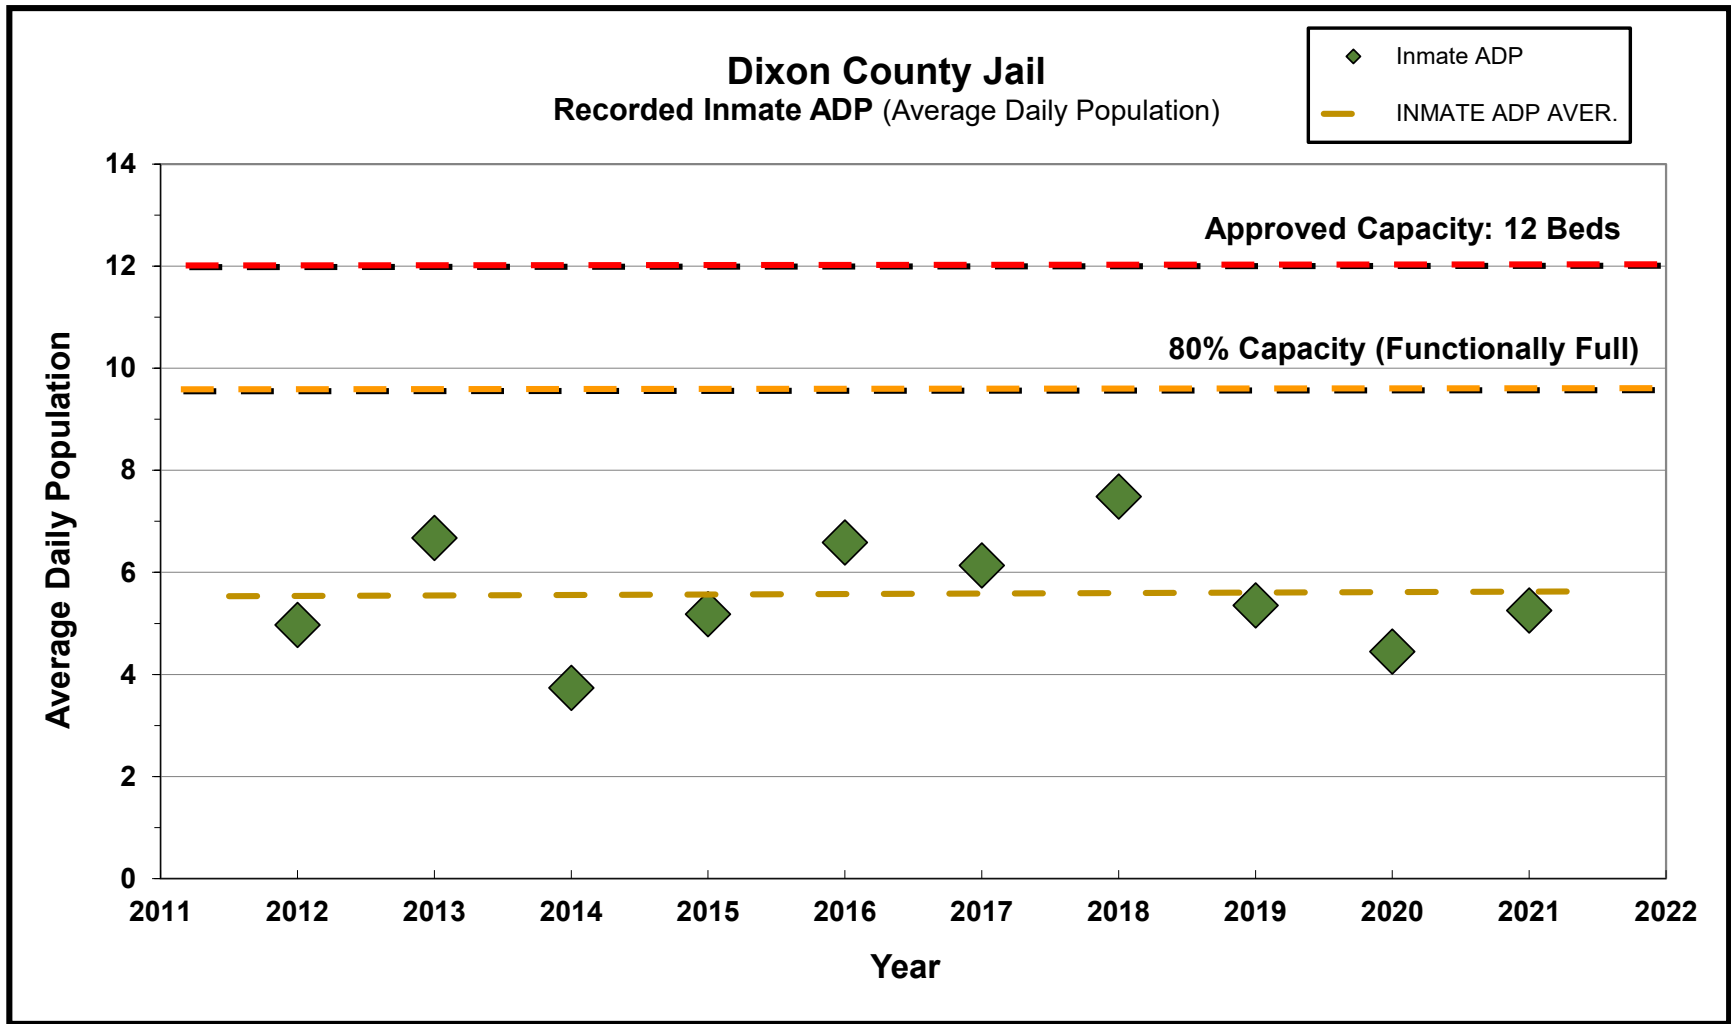 Dixon County Jail
Recorded Inmate ADP (Average Daily Population)
Inmate ADP
INMATE ADP AVER.
Approved Capacity: 12 Beds
80% Capacity (Functionally Full)
Average Daily Population
14
12
10
8
6
4
2
0
2011 2012 2013 2014 2015 2016 2017 2018 2019 2020 2021 2022
Year